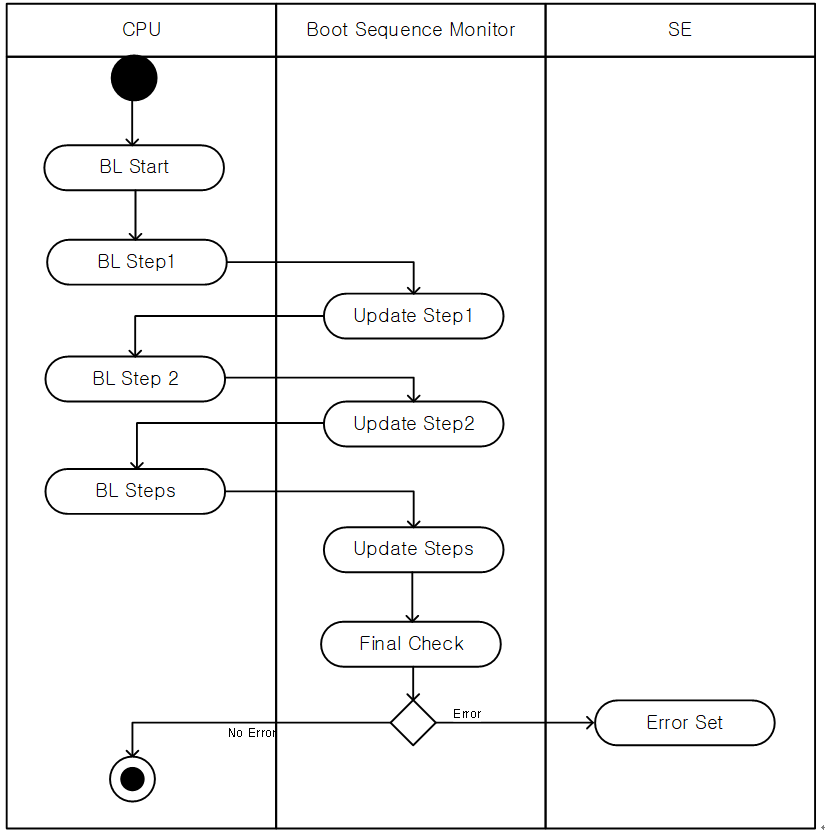 CPU
Boot Sequence Monitor
SE
BL Start
BL Step1
Update Step1
BL Step 2
Update Step2
BL Steps
Update Steps
Final Check
Error
Error Set
No Error